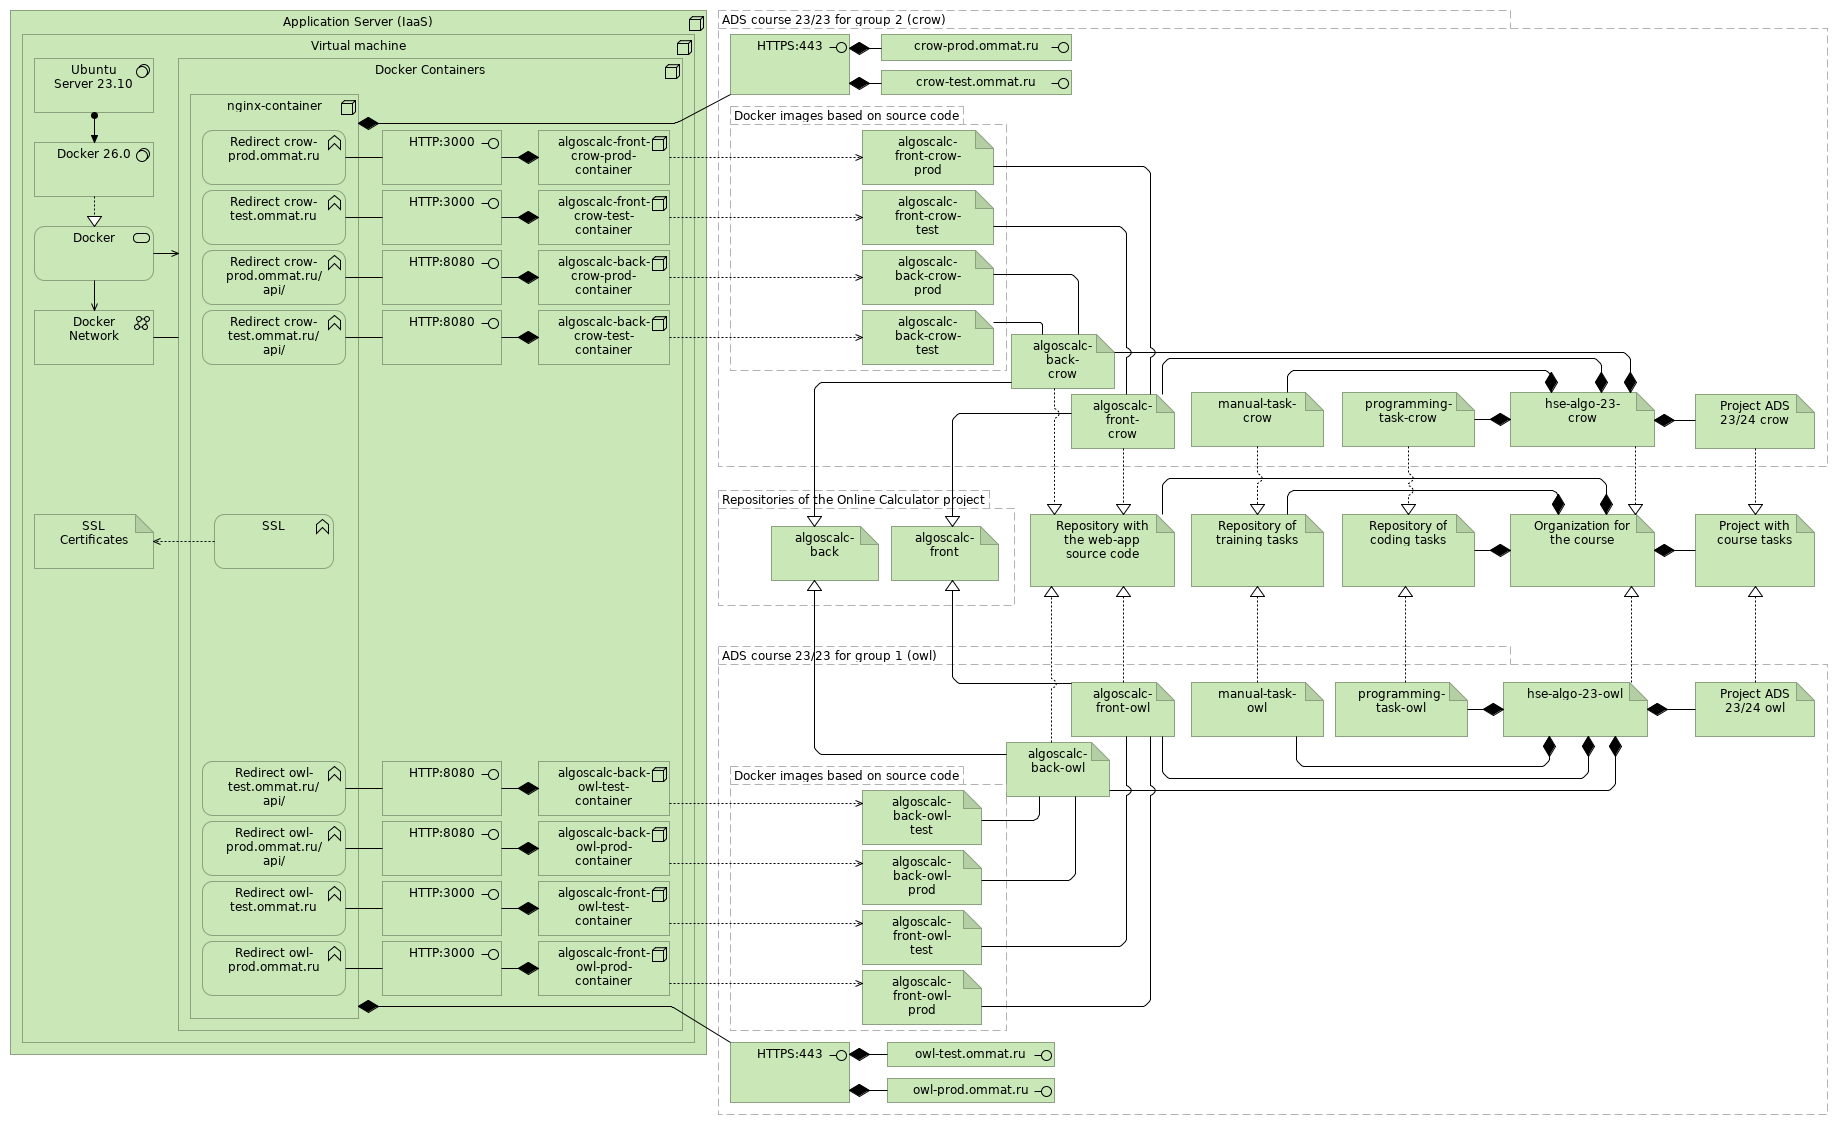 Application Server (IaaS)
Virtual machine
Ubuntu
Server 23.10
Docker 26.0
Docker
Docker
Network
SSL
Certificates
Docker Containers
nginx-container
Redirect crow-
prod.ommat.ru
HTTP:3000
algoscalc-front-
crow-prod-
container
Redirect crow-
test.ommat.ru
HTTP:3000
algoscalc-front-
crow-test-
container
Redirect crow-
prod.ommat.ru/
api/
HTTP:8080
algoscalc-back-
crow-prod-
container
Redirect crow-
test.ommat.ru/
api/
HTTP:8080
algoscalc-back-
crow-test-
container
SSL
Redirect owl-
test.ommat.ru/
api/
HTTP:8080
algoscalc-back-
owl-test-
container
Redirect owl-
prod.ommat.ru/
api/
HTTP:8080
algoscalc-back-
owl-prod-
container
Redirect owl-
test.ommat.ru
HTTP:3000
algoscalc-front-
owl-test-
container
Redirect owl-
prod.ommat.ru
HTTP:3000
algoscalc-front-
owl-prod-
container
ADS course 23/23 for group 2 (crow)
HTTPS:443
crow-prod.ommat.ru
crow-test.ommat.ru
Docker images based on source code
algoscalc-
front-crow-
prod
algoscalc-
front-crow-
test
algoscalc-
back-crow-
prod
algoscalc-
back-crow-
test
algoscalc-
back-
crow
algoscalc-
front-
crow
manual-task-
crow
programming-
task-crow
hse-algo-23-
crow
Project ADS
23/24 crow
Repositories of the Online Calculator project
algoscalc-
back
algoscalc-
front
Repository with
the web-app
source code
Repository of
training tasks
Repository of
coding tasks
Organization for
the course
Project with
course tasks
ADS course 23/23 for group 1 (owl)
algoscalc-
front-owl
manual-task-
owl
programming-
task-owl
hse-algo-23-owl
Project ADS
23/24 owl
algoscalc-
back-owl
Docker images based on source code
algoscalc-
back-owl-
test
algoscalc-
back-owl-
prod
algoscalc-
front-owl-
test
algoscalc-
front-owl-
prod
HTTPS:443
owl-test.ommat.ru
owl-prod.ommat.ru